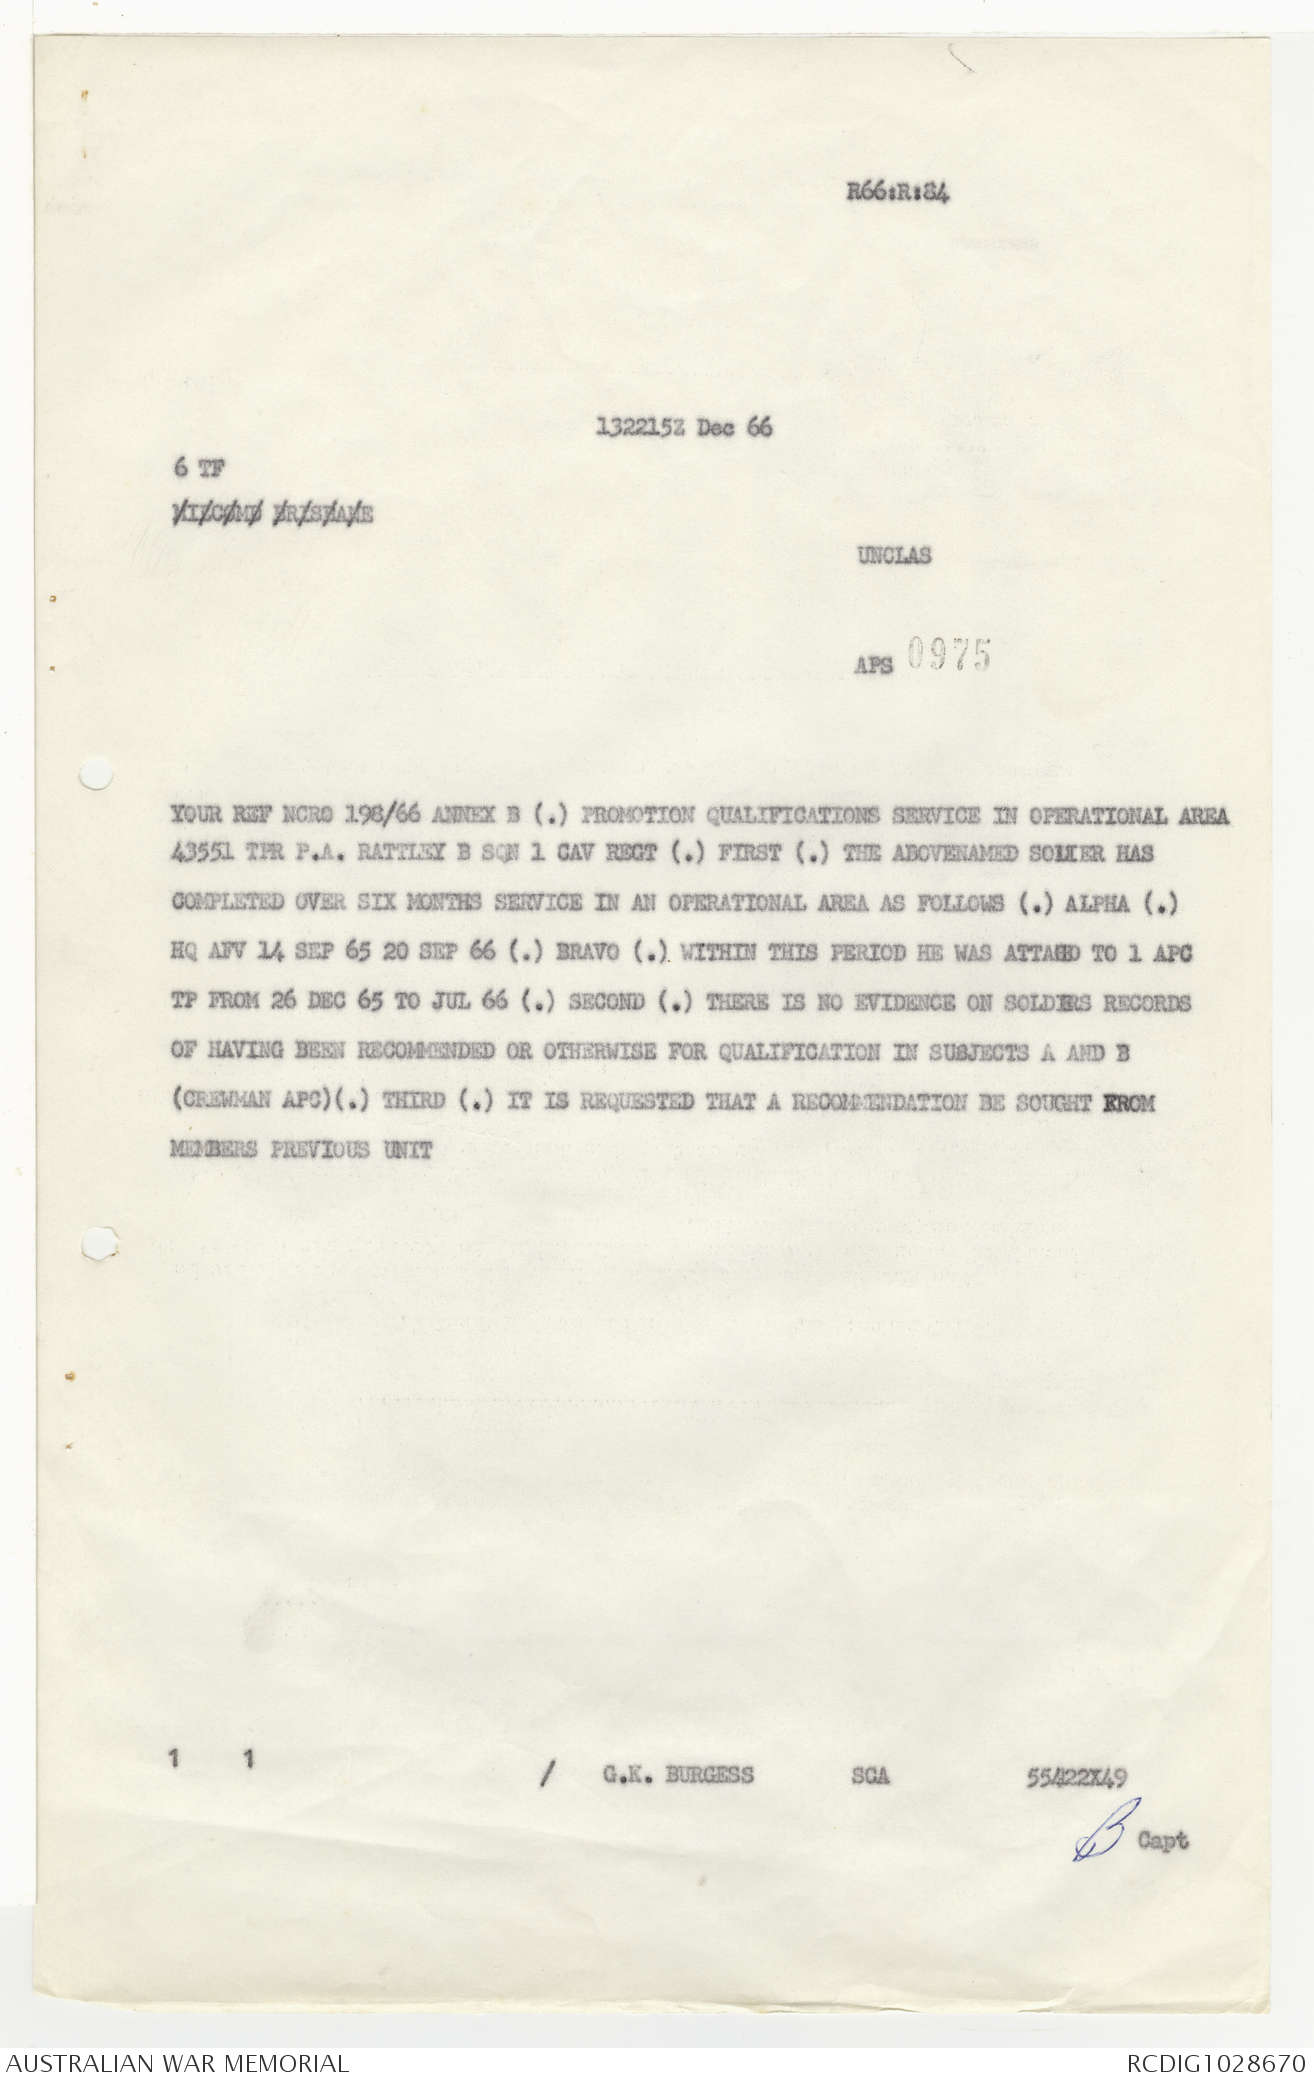 R66:R:84
132215Z Dec 66
6 TF
UNCLAS
APS 0975
YOUR REF NCRO 198/66 ANNEX B (.) PROMOTION QUALIFICATIONS SERVICE IN OPERATIONAL AREA
43551 TPR P.A. RATTLEY B SQN 1 CAV REGT (.) FIRST (.) THE ABOVENAMED SOLDIER HAS
COMPLETED OVER SIX MONTHS SERVICE IN AN OPERATIONAL AREA AS FOLLOWS (.) ALPHA (.)
HQ AFV 14 SEP 65 20 SEP 66 (.) BRAVO (.) WITHIN THIS PERIOD HE WAS ATTACHED TO 1 APC
TP FROM 26 DEC 65 TO JUL 66 (.) SECOND (.) THERE IS NO EVIDENCE ON SOLDIERS RECORDS
OF HAVING BEEN RECOMMENDED OR OTHERWISE FOR QUALIFICATION IN SUBJECTS A AND B
(CREWMAN APC)(.) THIRD (.) IT IS REQUESTED THAT A RECOMMENDATION BE SOUGHT FROM
MEMBERS PREVIOUS UNIT
1 1 / G.K. BURGESS SGA 55422X49
B Capt
AUSTRALIAN WAR MEMORIAL RCDIG1028670